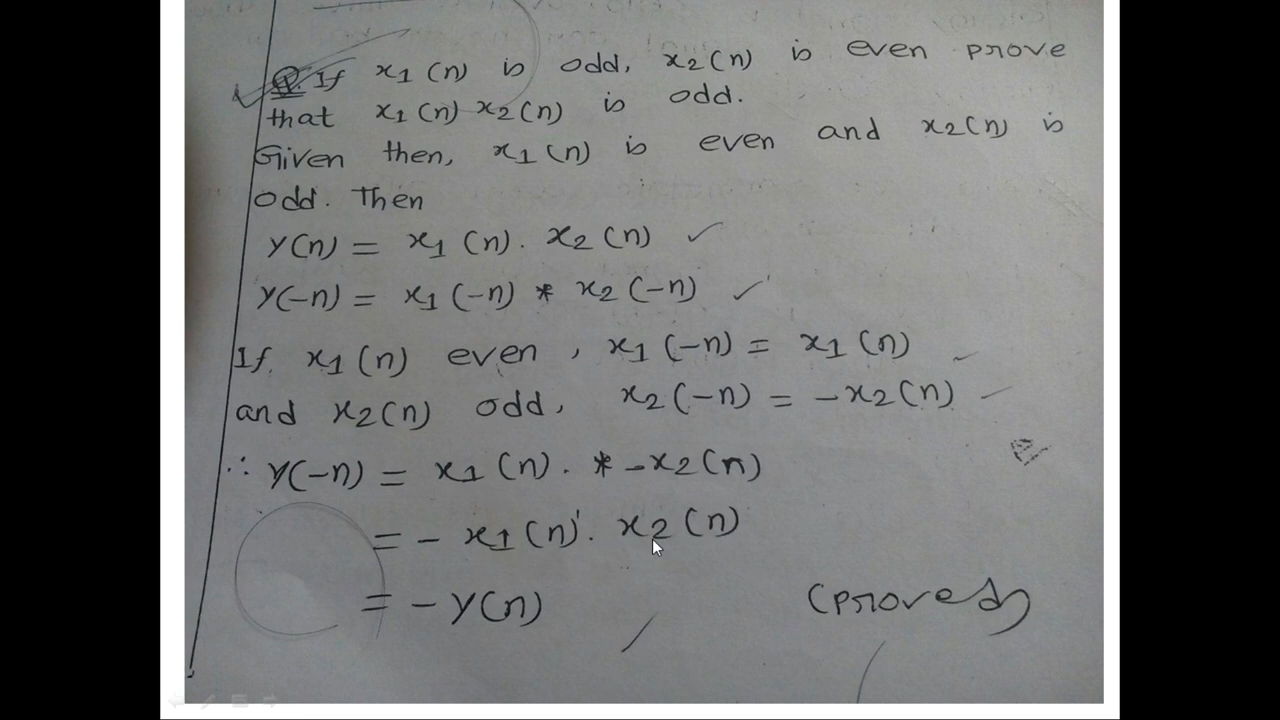 Q. If x1(n) is odd, x2(n) is even prove
that x1(n) x2(n) is odd.
Given then, x1(n) is even and x2(n) is
odd. Then
y(n) = x1(n). x2(n)
y(-n) = x1(-n) * x2(-n)
If x1(n) even, x1(-n) = x1(n)
and x2(n) odd, x2(-n) = -x2(n)
∴ y(-n) = x1(n). * -x2(n)
= - x1(n). x2(n)
= - y(n) (proved)